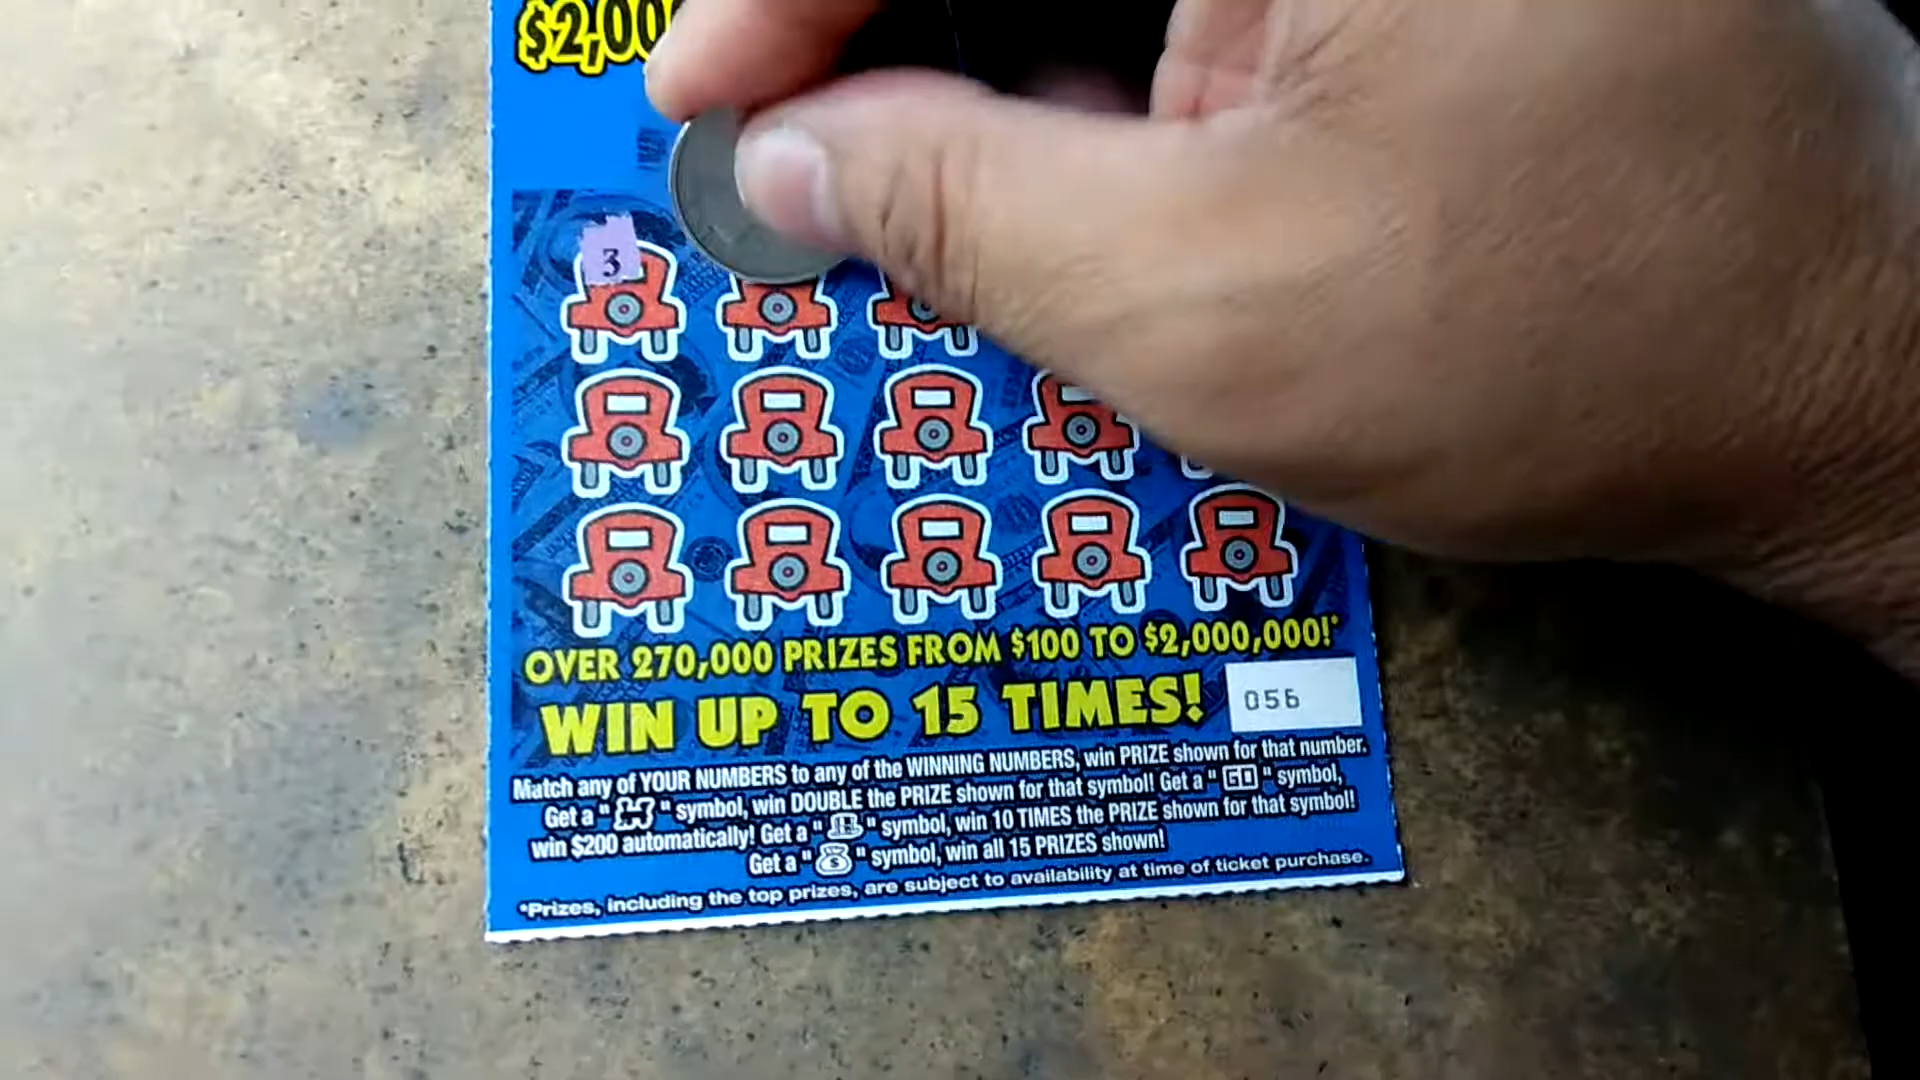 $2,00
3
OVER 270,000 PRIZES FROM $100 TO $2,000,000!*
WIN UP TO 15 TIMES!
056
Match any of YOUR NUMBERS to any of the WINNING NUMBERS, win PRIZE shown for that number.
Get a " " symbol, win DOUBLE the PRIZE shown for that symbol! Get a " GO " symbol,
win $200 automatically! Get a " " symbol, win 10 TIMES the PRIZE shown for that symbol!
Get a " $ " symbol, win all 15 PRIZES shown!
*Prizes, including the top prizes, are subject to availability at time of ticket purchase.